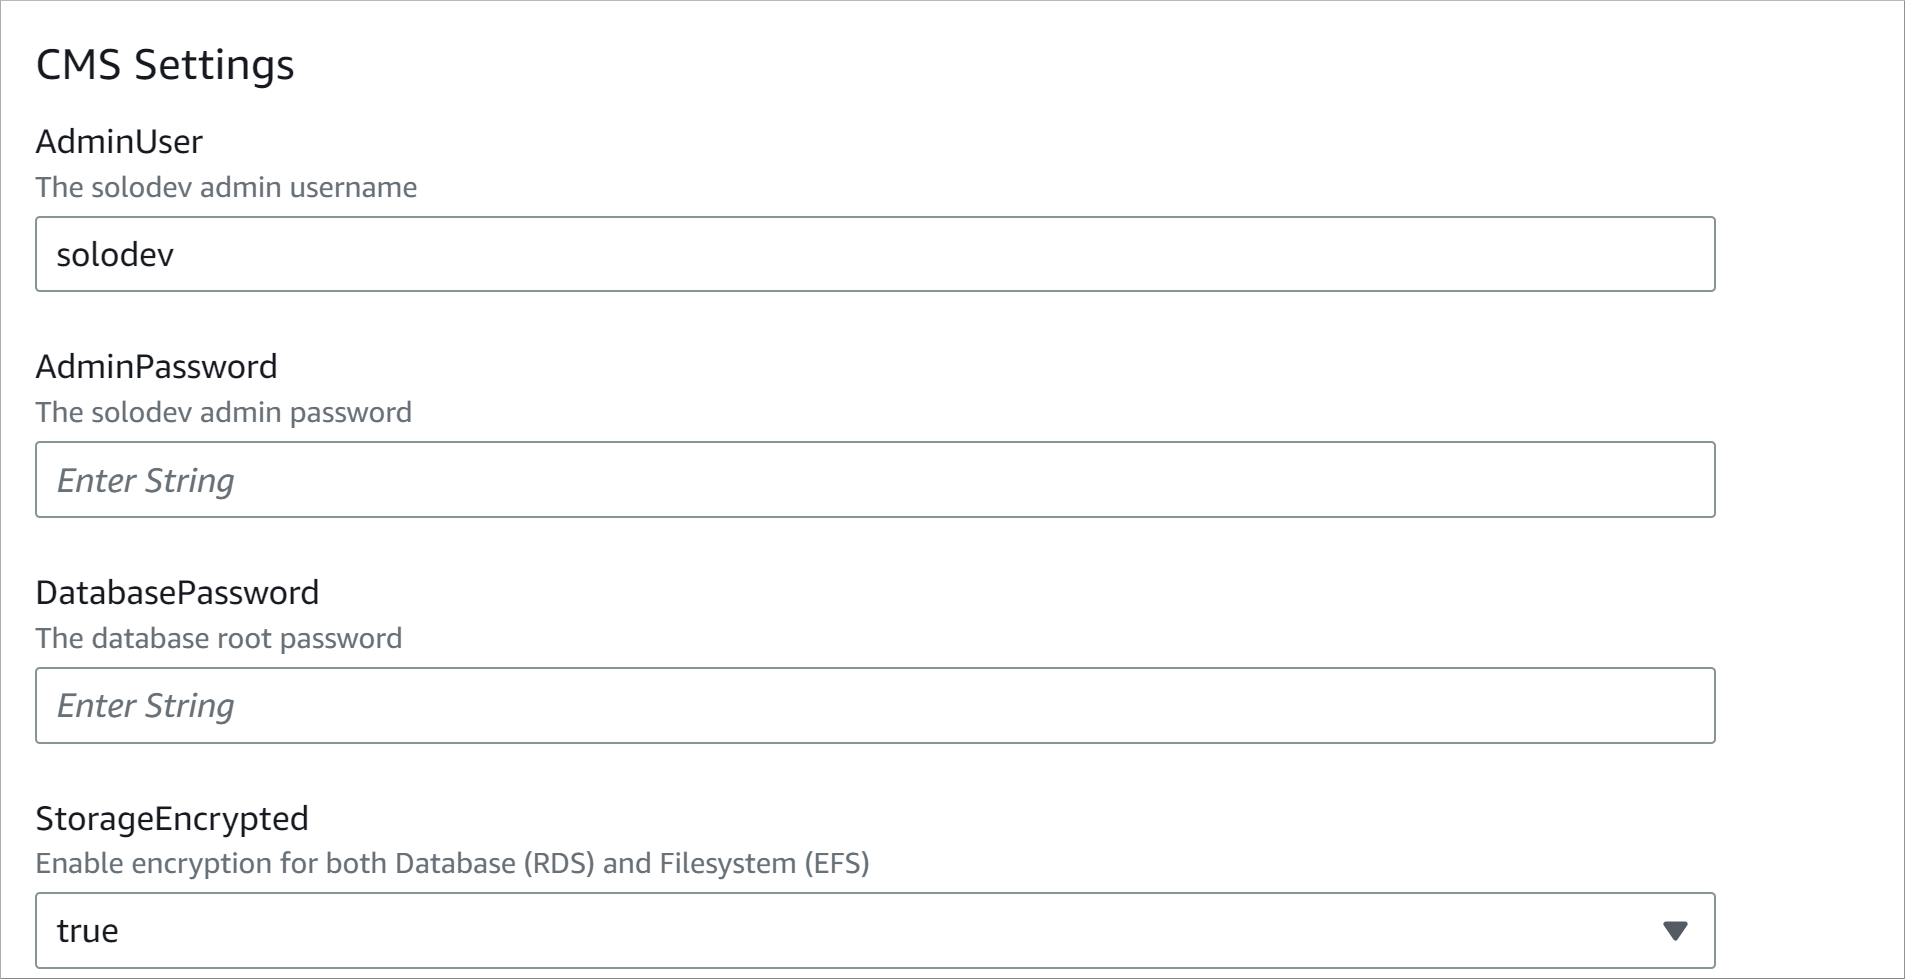 CMS Settings
AdminUser
The solodev admin username
solodev
AdminPassword
The solodev admin password
Enter String
DatabasePassword
The database root password
Enter String
StorageEncrypted
Enable encryption for both Database (RDS) and Filesystem (EFS)
true